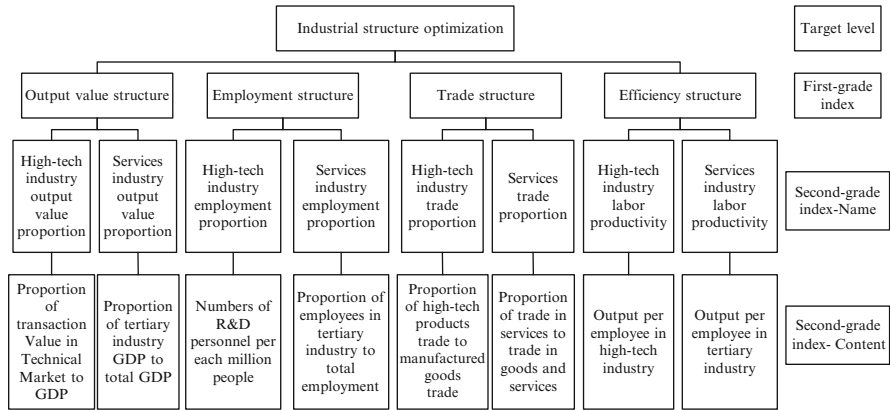 Industrial structure optimization
Target level
Output value structure
Employment structure
Trade structure
Efficiency structure
First-grade
index
High-tech
industry
output
value
proportion
Services
industry
output
value
proportion
High-tech
industry
employment
proportion
Services
industry
employment
proportion
High-tech
industry
trade
proportion
Services
trade
proportion
High-tech
industry
labor
productivity
Services
industry
labor
productivity
Second-grade
index-Name
Proportion
of
transaction
Value in
Technical
Market to
GDP
Proportion
of tertiary
industry
GDP to
total GDP
Numbers of
R&D
personnel per
each million
people
Proportion of
employees in
tertiary
industry to
total
employment
Proportion
of high-tech
products
trade to
manufactured
goods
trade
Proportion
of trade in
services to
trade in
goods and
services
Output per
employee in
high-tech
industry
Output per
employee in
tertiary
industry
Second-grade
index- Content